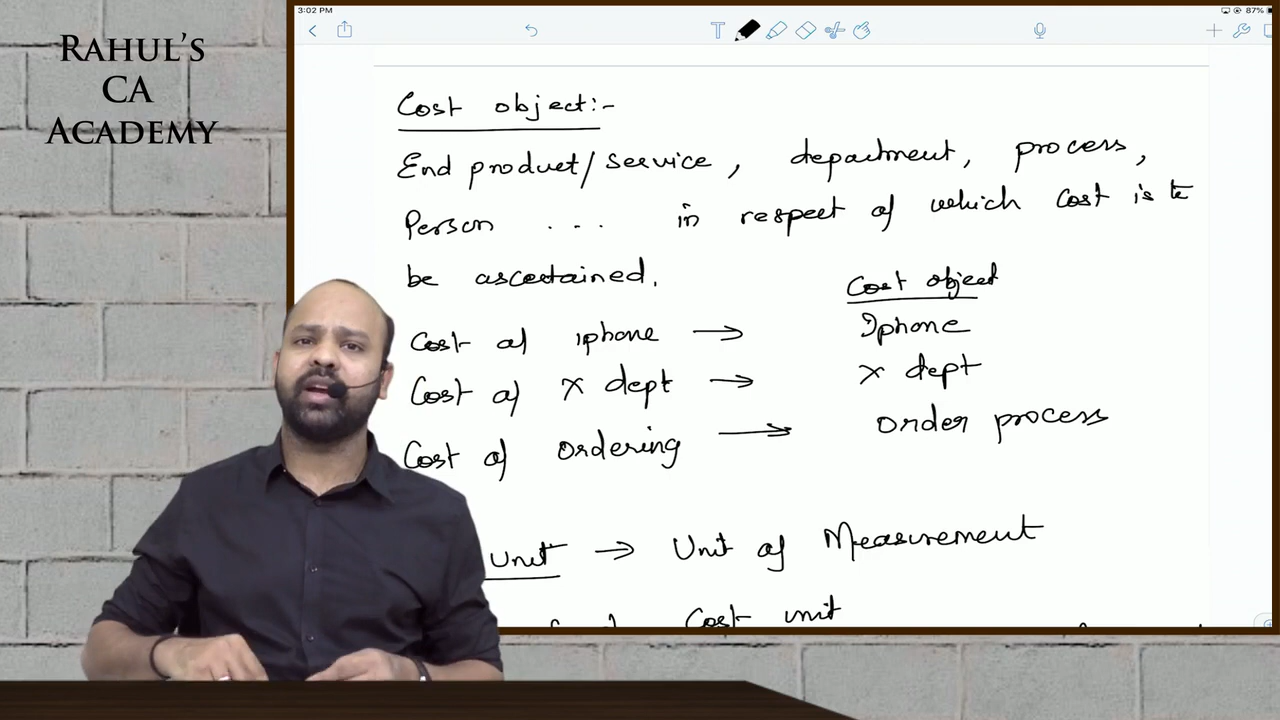 RAHUL'S
CA
ACADEMY
3:02 PM
87%
T
Cost object:-
End product/service, department, process,
Person ... in respect of which cost is to
be ascertained.
Cost object
Cost of iphone → Iphone
Cost of X dept → X dept
Cost of ordering → order process
unit → Unit of Measurement
Cost unit